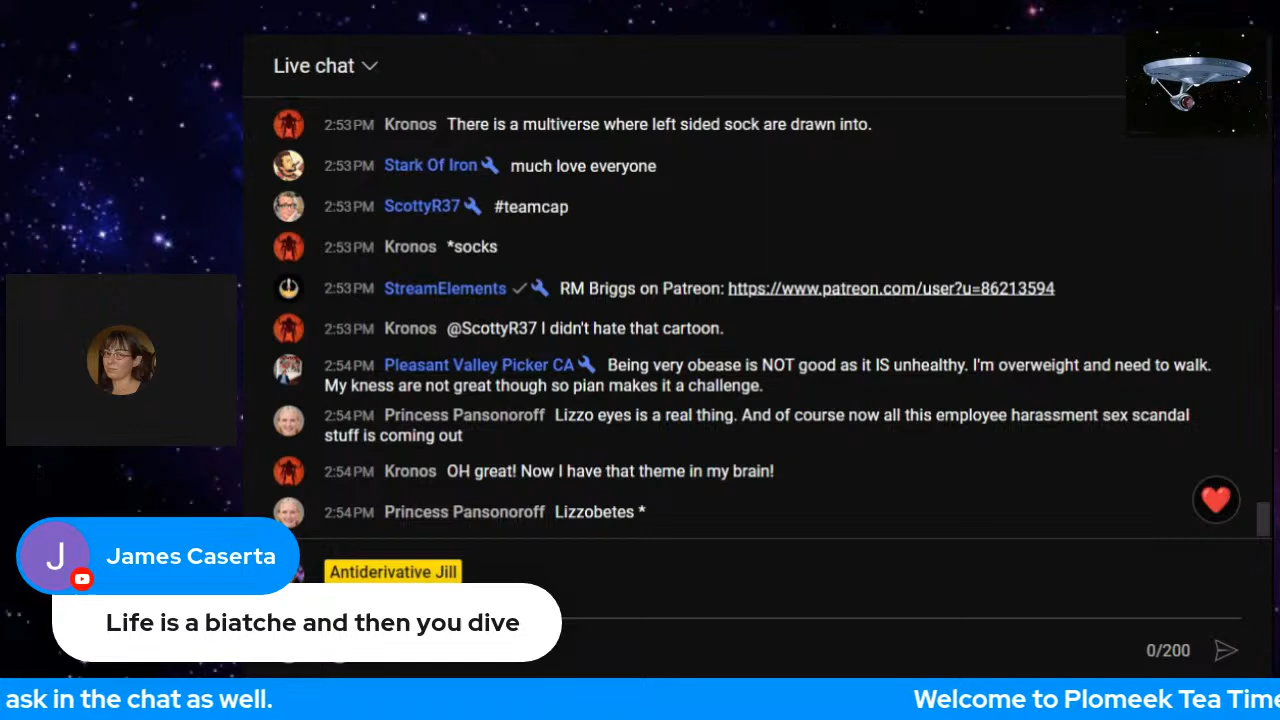 Live chat
2:53 PM Kronos There is a multiverse where left sided sock are drawn into.
2:53 PM Stark Of Iron much love everyone
2:53 PM ScottyR37 #teamcap
2:53 PM Kronos *socks
2:53 PM StreamElements RM Briggs on Patreon: https://www.patreon.com/user?u=86213594
2:53 PM Kronos @ScottyR37 I didn't hate that cartoon.
2:54 PM Pleasant Valley Picker CA Being very obease is NOT good as it IS unhealthy. I'm overweight and need to walk.
My kness are not great though so pian makes it a challenge.
2:54 PM Princess Pansonoroff Lizzo eyes is a real thing. And of course now all this employee harassment sex scandal
stuff is coming out
2:54 PM Kronos OH great! Now I have that theme in my brain!
2:54 PM Princess Pansonoroff Lizzobetes *
J James Caserta
Antiderivative Jill
Life is a biatche and then you dive
0/200
ask in the chat as well.
Welcome to Plomeek Tea Time